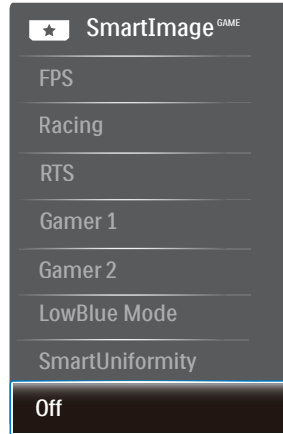 SmartImage GAME
FPS
Racing
RTS
Gamer 1
Gamer 2
LowBlue Mode
SmartUniformity
Off